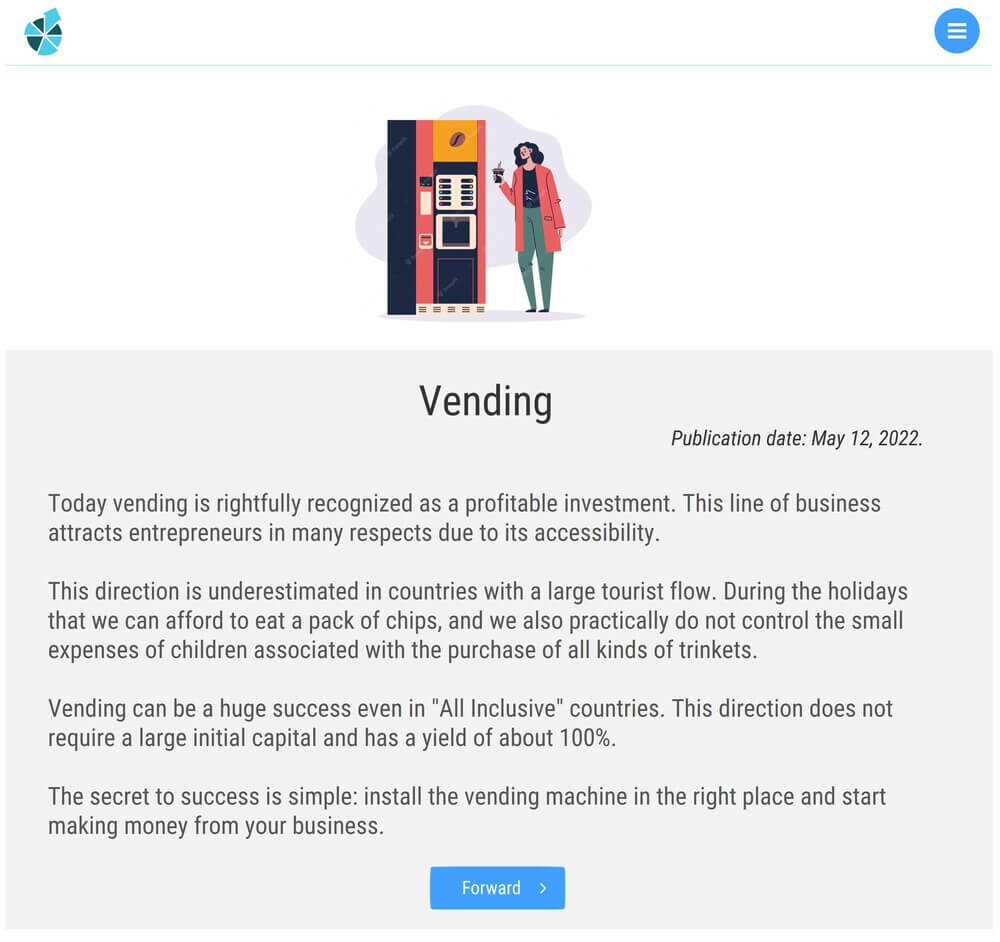 Vending
Publication date: May 12, 2022.
Today vending is rightfully recognized as a profitable investment. This line of business
attracts entrepreneurs in many respects due to its accessibility.
This direction is underestimated in countries with a large tourist flow. During the holidays
that we can afford to eat a pack of chips, and we also practically do not control the small
expenses of children associated with the purchase of all kinds of trinkets.
Vending can be a huge success even in "All Inclusive" countries. This direction does not
require a large initial capital and has a yield of about 100%.
The secret to success is simple: install the vending machine in the right place and start
making money from your business.
Forward